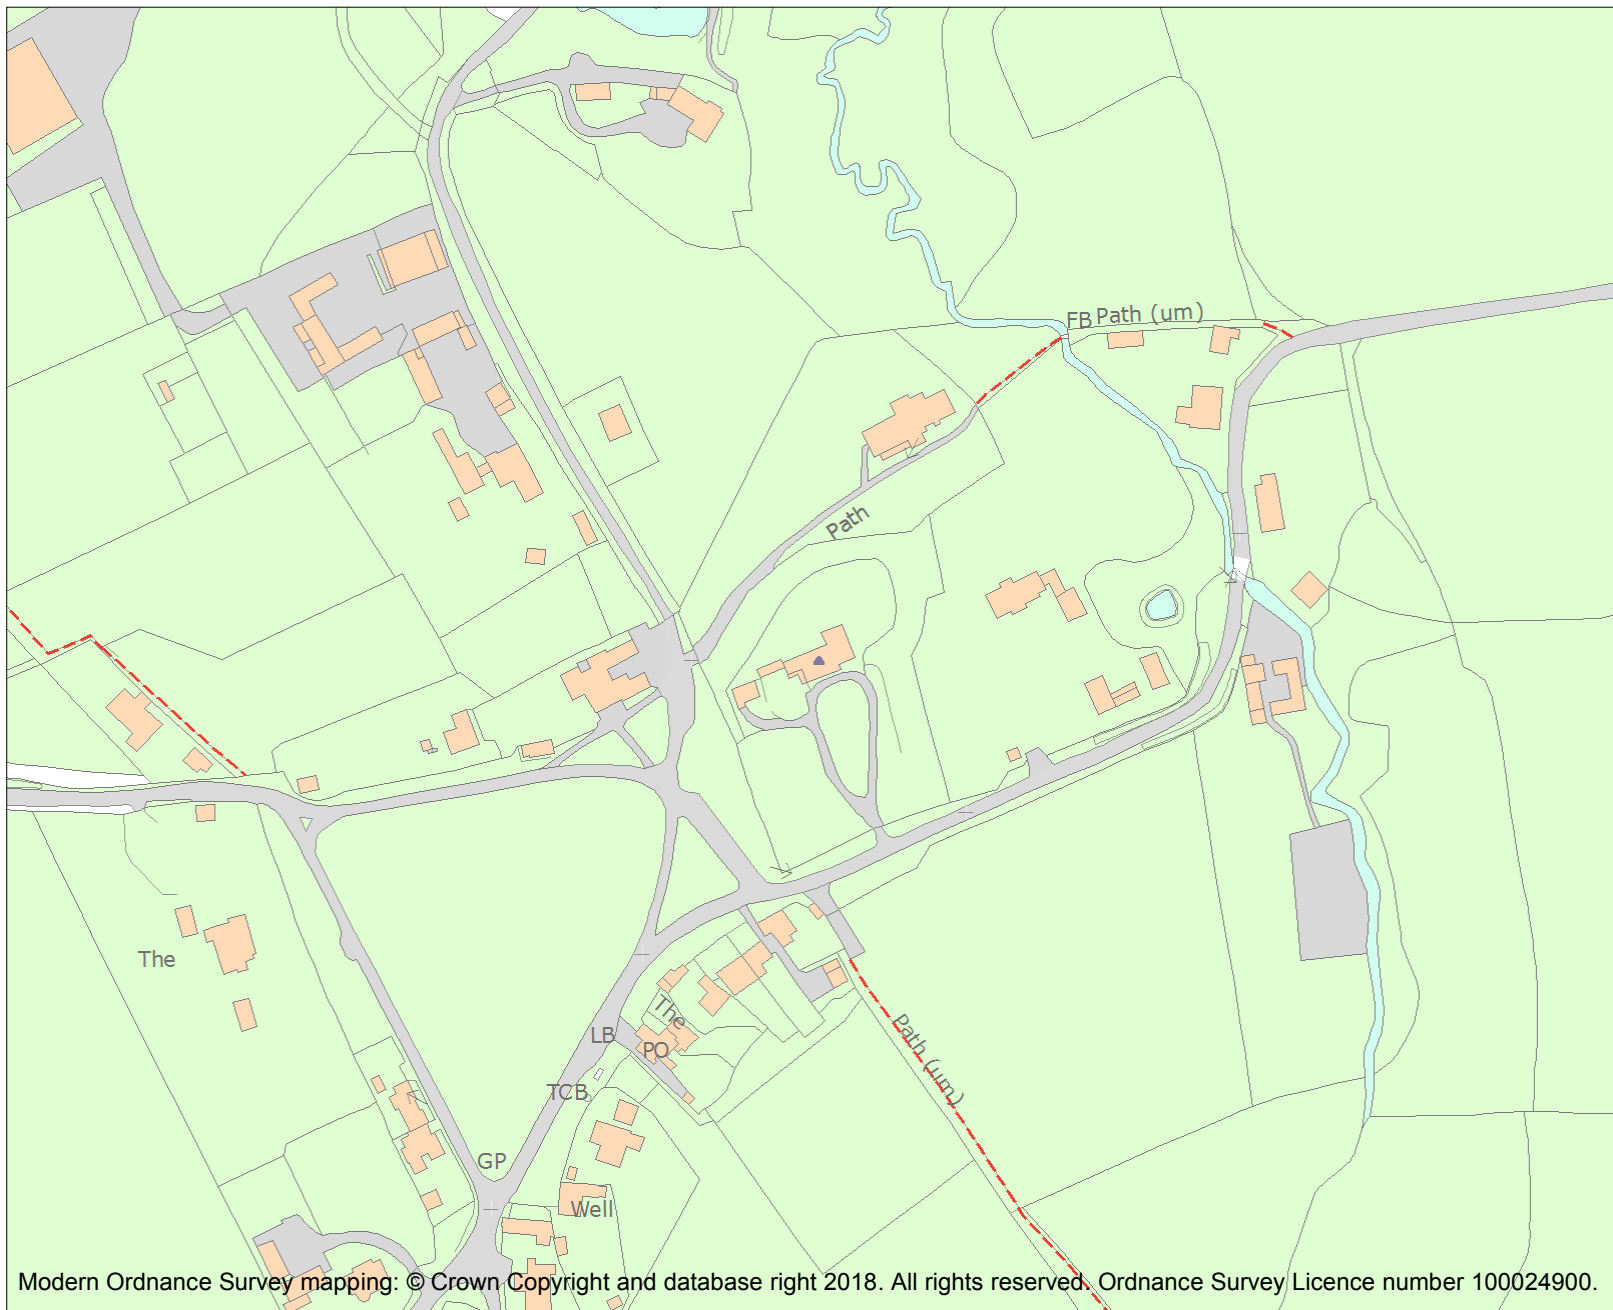 FB
Path (um)
Path
The
The
LB
PO
Path (um)
TCB
GP
Well
Modern Ordnance Survey mapping: © Crown Copyright and database right 2018. All rights reserved. Ordnance Survey Licence number 100024900.